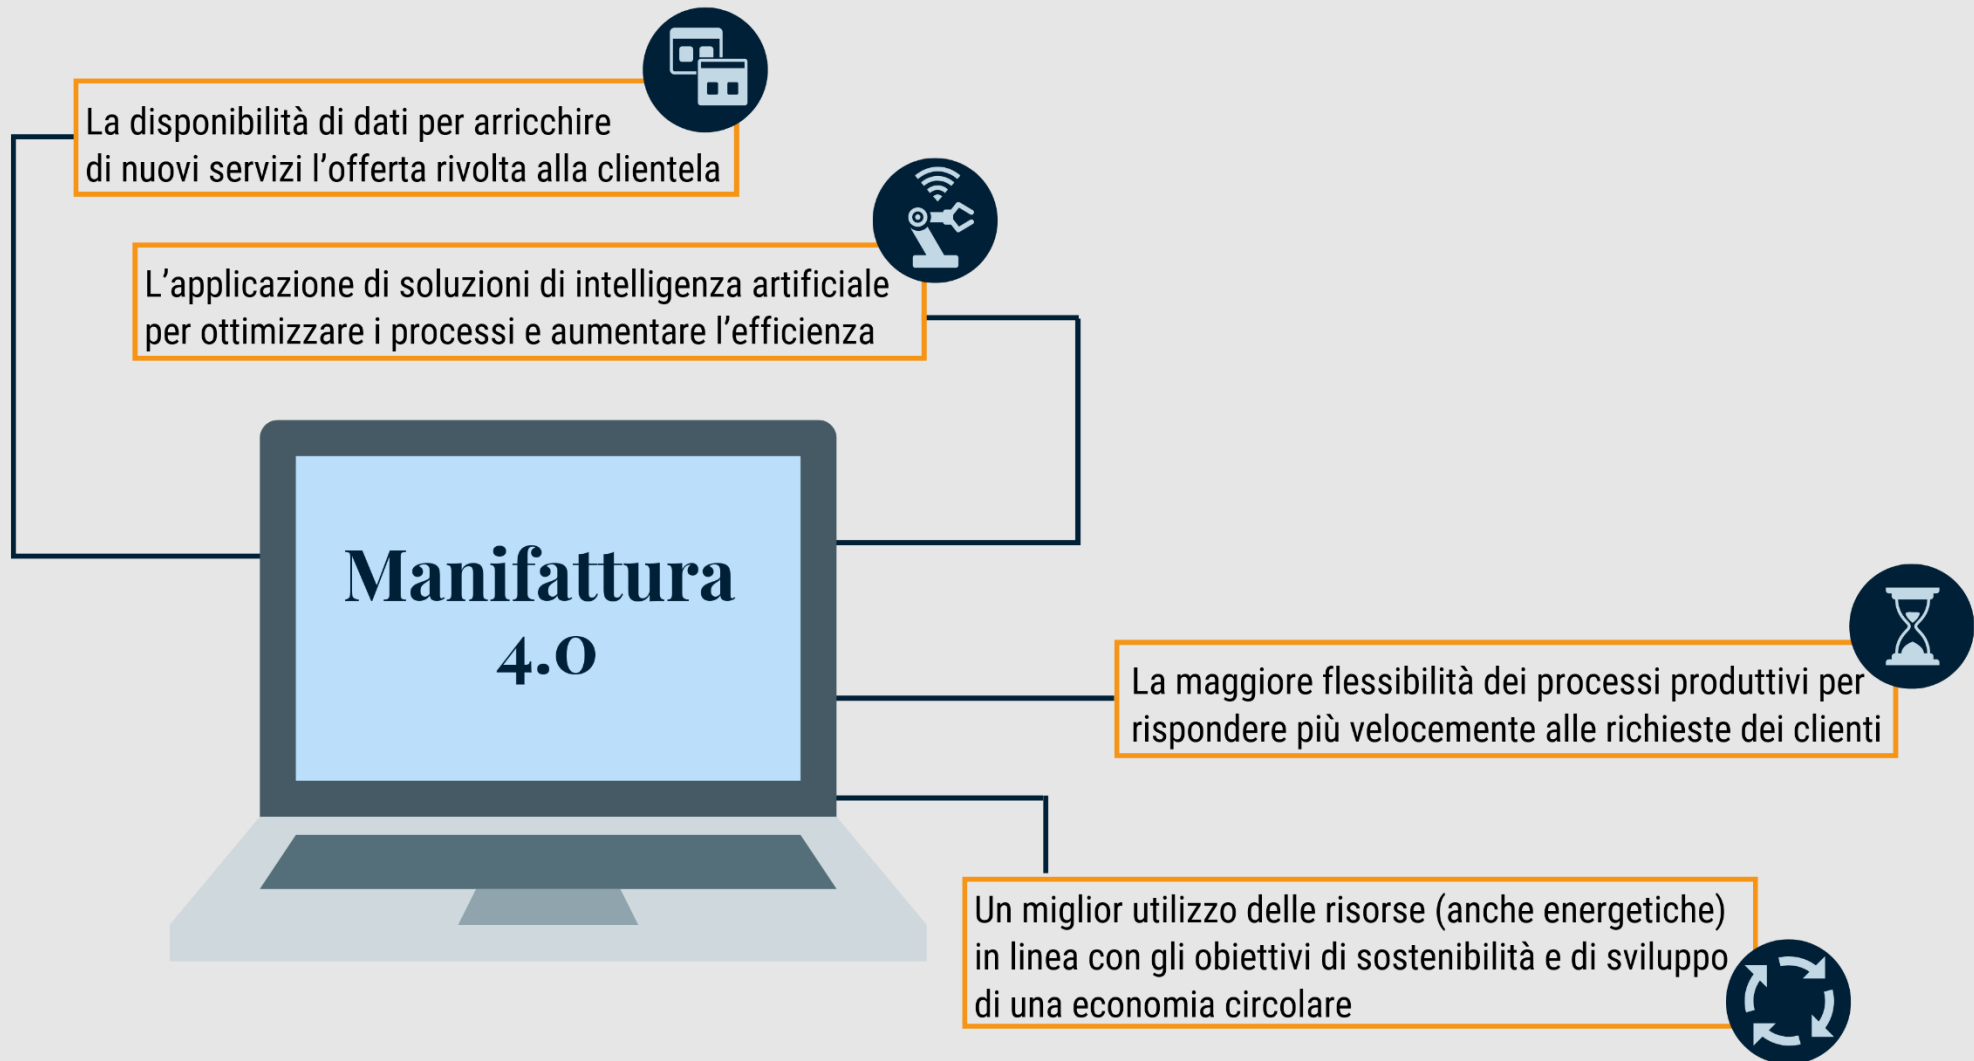 La disponibilità di dati per arricchire
di nuovi servizi l’offerta rivolta alla clientela
L’applicazione di soluzioni di intelligenza artificiale
per ottimizzare i processi e aumentare l’efficienza
Manifattura
4.0
La maggiore flessibilità dei processi produttivi per
rispondere più velocemente alle richieste dei clienti
Un miglior utilizzo delle risorse (anche energetiche)
in linea con gli obiettivi di sostenibilità e di sviluppo
di una economia circolare